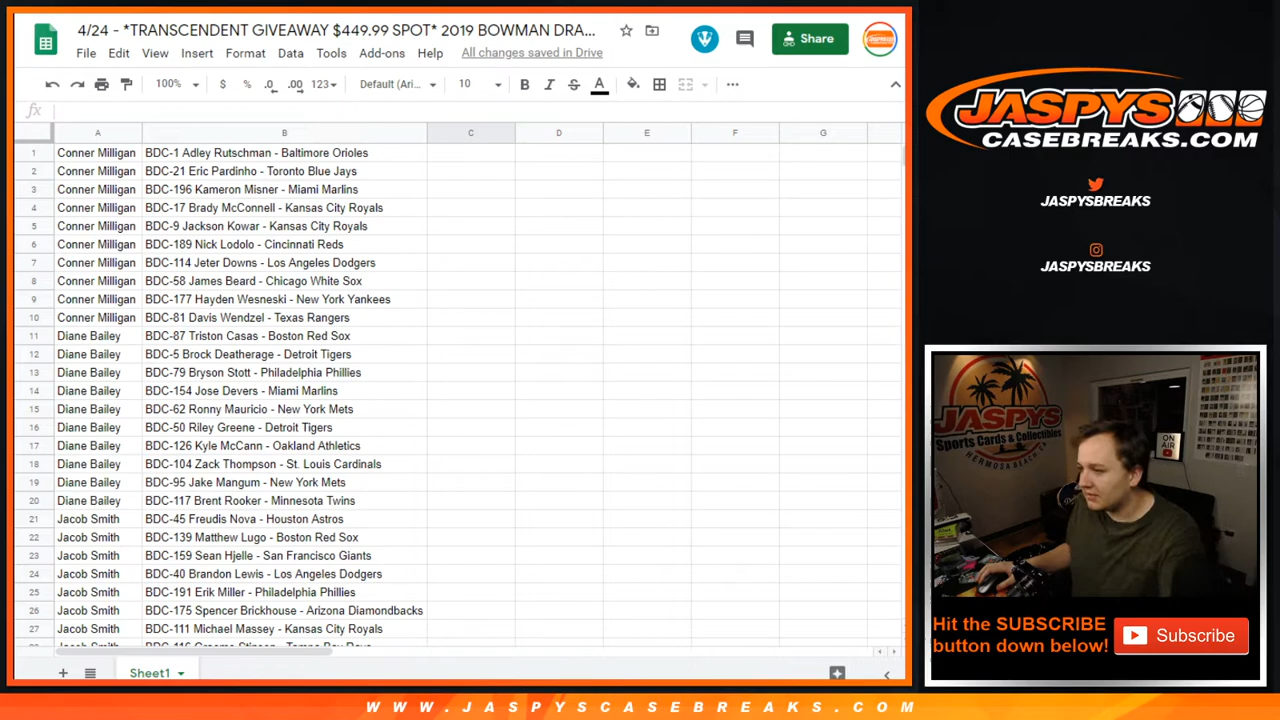 4/24 - *TRANSCENDENT GIVEAWAY $449.99 SPOT* 2019 BOWMAN DRA...
Share
File Edit View Insert Format Data Tools Add-ons Help All changes saved in Drive
100% $ % .0 .00 123 Default (Ari... 10 B I S A ...
fx
A B C D E F G
1 Conner Milligan BDC-1 Adley Rutschman - Baltimore Orioles
2 Conner Milligan BDC-21 Eric Pardinho - Toronto Blue Jays
3 Conner Milligan BDC-196 Kameron Misner - Miami Marlins
4 Conner Milligan BDC-17 Brady McConnell - Kansas City Royals
5 Conner Milligan BDC-9 Jackson Kowar - Kansas City Royals
6 Conner Milligan BDC-189 Nick Lodolo - Cincinnati Reds
7 Conner Milligan BDC-114 Jeter Downs - Los Angeles Dodgers
8 Conner Milligan BDC-58 James Beard - Chicago White Sox
9 Conner Milligan BDC-177 Hayden Wesneski - New York Yankees
10 Conner Milligan BDC-81 Davis Wendzel - Texas Rangers
11 Diane Bailey BDC-87 Triston Casas - Boston Red Sox
12 Diane Bailey BDC-5 Brock Deatherage - Detroit Tigers
13 Diane Bailey BDC-79 Bryson Stott - Philadelphia Phillies
14 Diane Bailey BDC-154 Jose Devers - Miami Marlins
15 Diane Bailey BDC-62 Ronny Mauricio - New York Mets
16 Diane Bailey BDC-50 Riley Greene - Detroit Tigers
17 Diane Bailey BDC-126 Kyle McCann - Oakland Athletics
18 Diane Bailey BDC-104 Zack Thompson - St. Louis Cardinals
19 Diane Bailey BDC-95 Jake Mangum - New York Mets
20 Diane Bailey BDC-117 Brent Rooker - Minnesota Twins
21 Jacob Smith BDC-45 Freudis Nova - Houston Astros
22 Jacob Smith BDC-139 Matthew Lugo - Boston Red Sox
23 Jacob Smith BDC-159 Sean Hjelle - San Francisco Giants
24 Jacob Smith BDC-40 Brandon Lewis - Los Angeles Dodgers
25 Jacob Smith BDC-191 Erik Miller - Philadelphia Phillies
26 Jacob Smith BDC-175 Spencer Brickhouse - Arizona Diamondbacks
27 Jacob Smith BDC-111 Michael Massey - Kansas City Royals
Sheet1
JASPYS
CASEBREAKS.COM
JASPYSBREAKS
JASPYSBREAKS
JASPYS
Sports Cards & Collectibles
HERMOSA BEACH, CA
ON
AIR
Hit the SUBSCRIBE
button down below!
Subscribe
WWW.JASPYSCASEBREAKS.COM